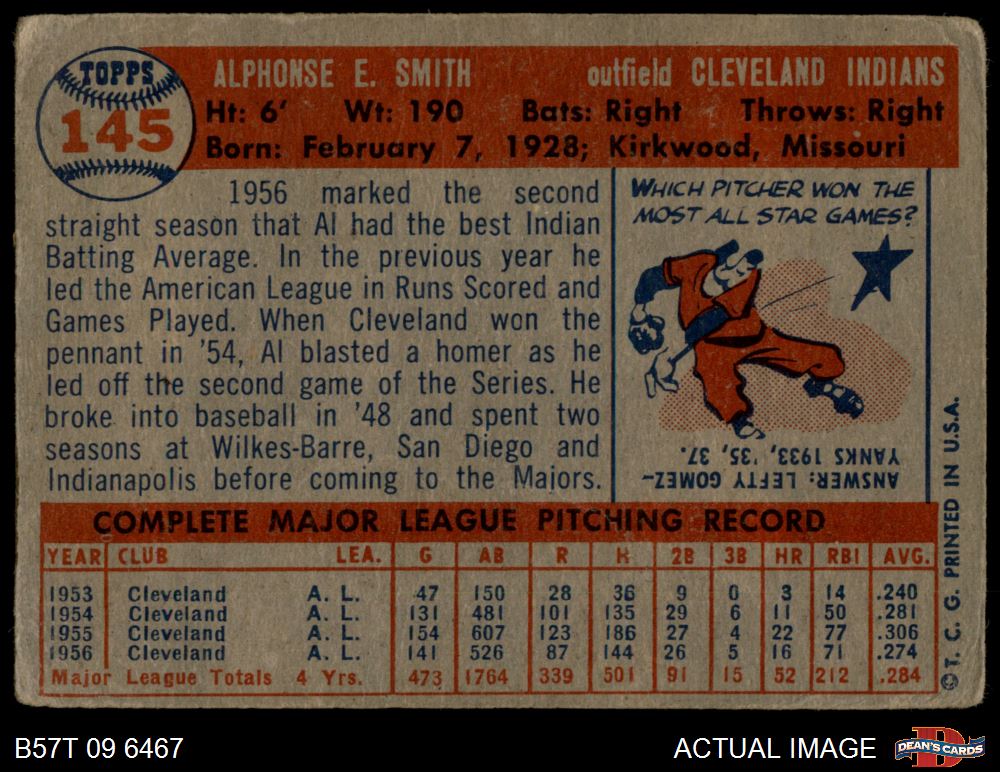 TOPPS
145
ALPHONSE E. SMITH outfield CLEVELAND INDIANS
Ht: 6' Wt: 190 Bats: Right Throws: Right
Born: February 7, 1928; Kirkwood, Missouri
1956 marked the second
straight season that Al had the best Indian
Batting Average. In the previous year he
led the American League in Runs Scored and
Games Played. When Cleveland won the
pennant in '54, Al blasted a homer as he
led off the second game of the Series. He
broke into baseball in '48 and spent two
seasons at Wilkes-Barre, San Diego and
Indianapolis before coming to the Majors.
WHICH PITCHER WON THE
MOST ALL STAR GAMES?
ANSWER: LEFTY GOMEZ-
YANKS 1933, '35, '37.
COMPLETE MAJOR LEAGUE PITCHING RECORD
YEAR CLUB LEA. G AB R H 2B 3B HR RBI AVG.
1953 Cleveland A. L. 47 150 28 36 9 0 3 14 .240
1954 Cleveland A. L. 131 481 101 135 29 6 11 50 .281
1955 Cleveland A. L. 154 607 123 186 27 4 22 77 .306
1956 Cleveland A. L. 141 526 87 144 26 5 16 71 .274
Major League Totals 4 Yrs. 473 1764 339 501 91 15 52 212 .284
©T. C. G. PRINTED IN U.S.A.
B57T 09 6467
ACTUAL IMAGE
DEAN'S CARDS